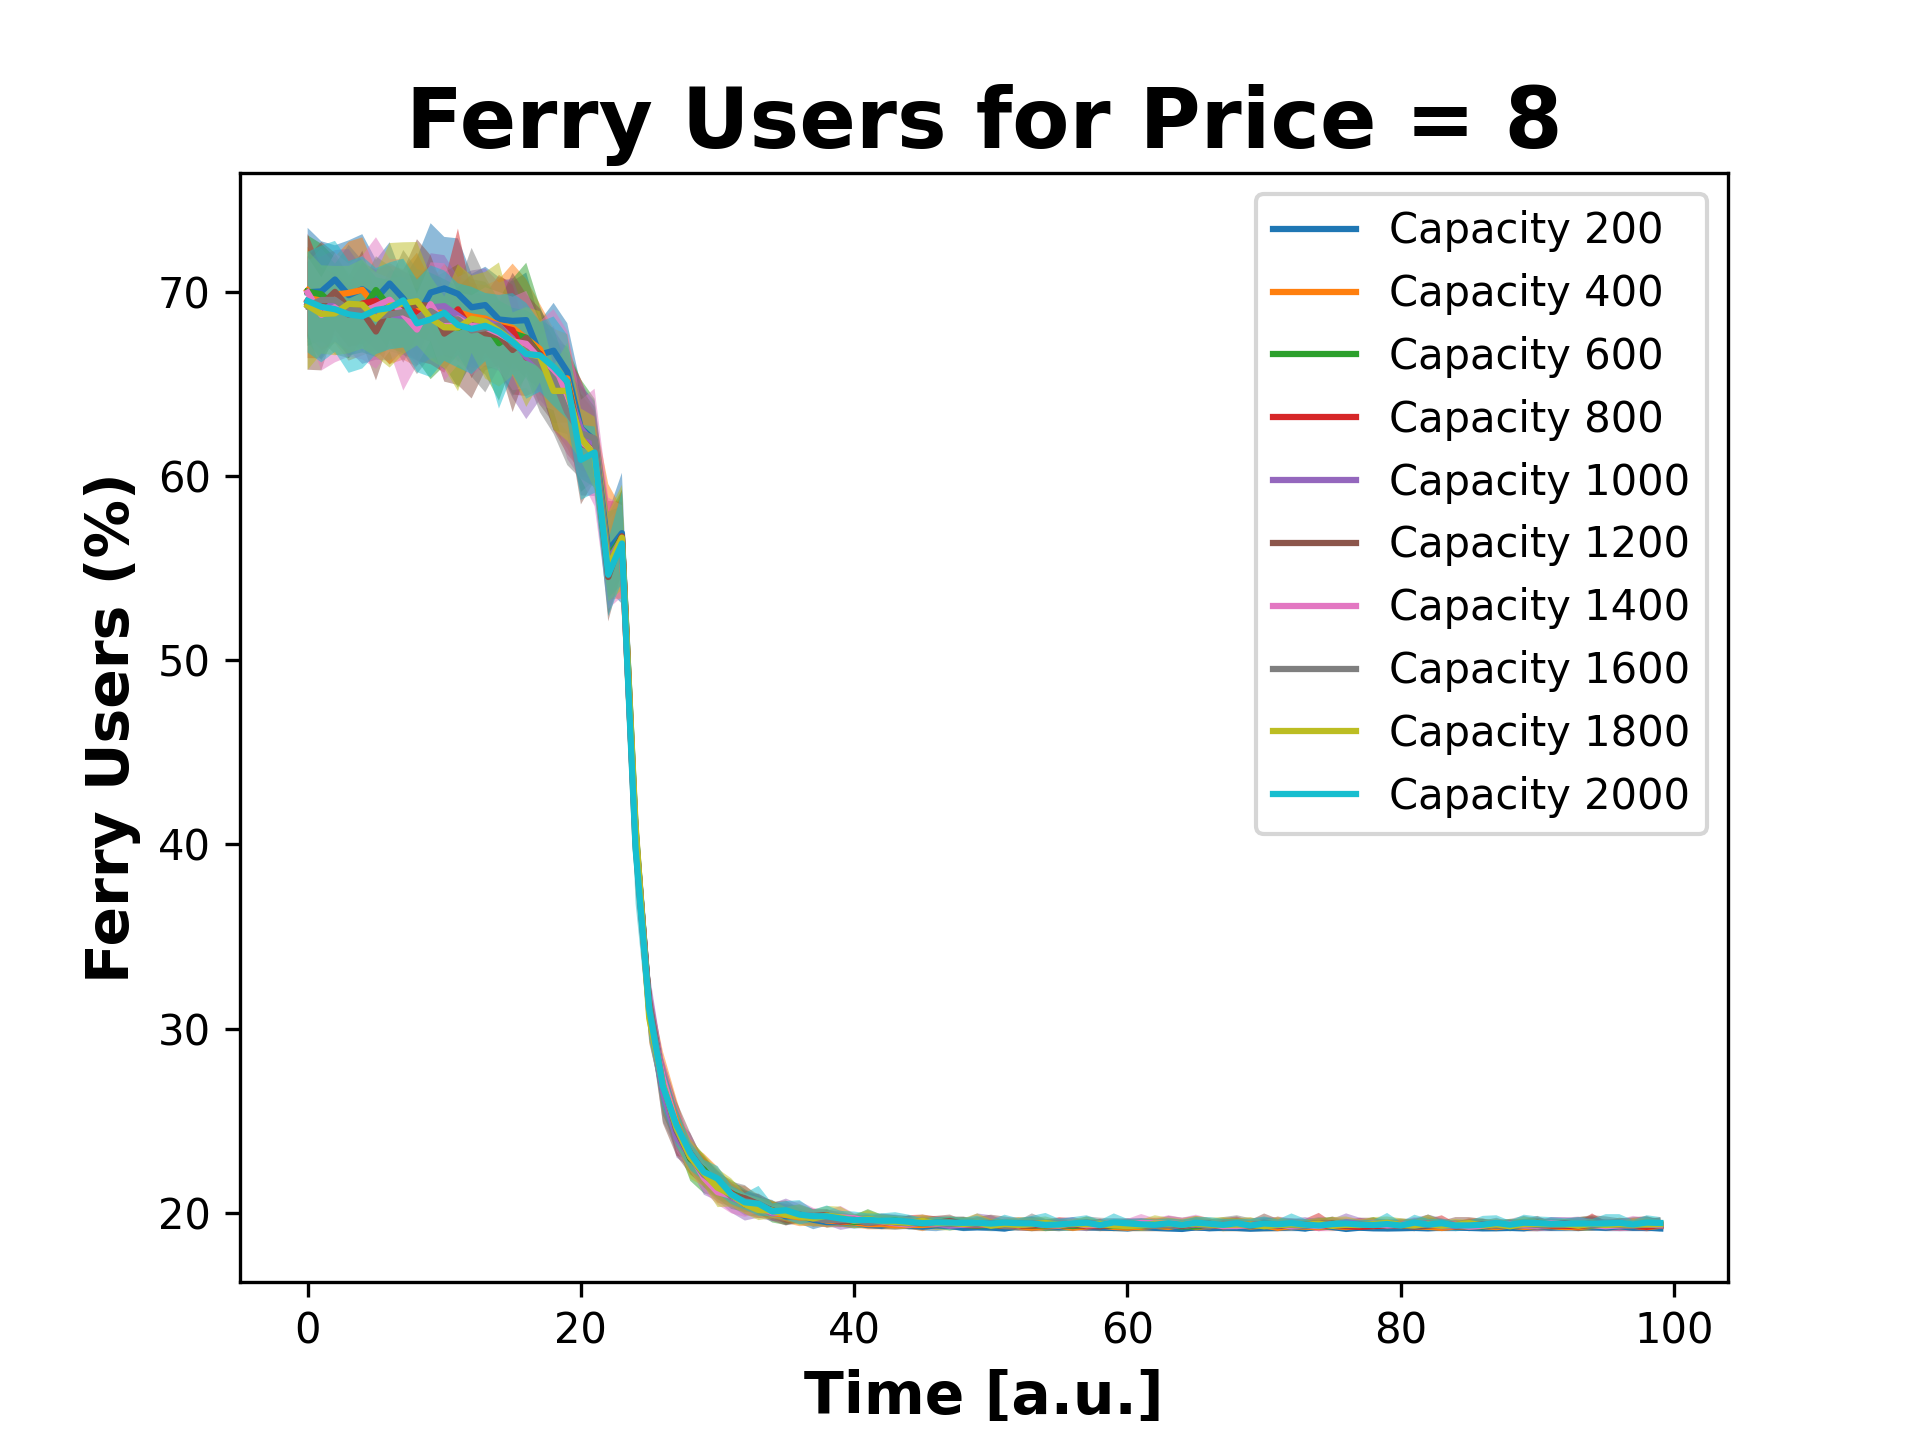 Ferry Users for Price = 8
Ferry Users (%)
70
60
50
40
30
20
Capacity 200
Capacity 400
Capacity 600
Capacity 800
Capacity 1000
Capacity 1200
Capacity 1400
Capacity 1600
Capacity 1800
Capacity 2000
0 20 40 60 80 100
Time [a.u.]